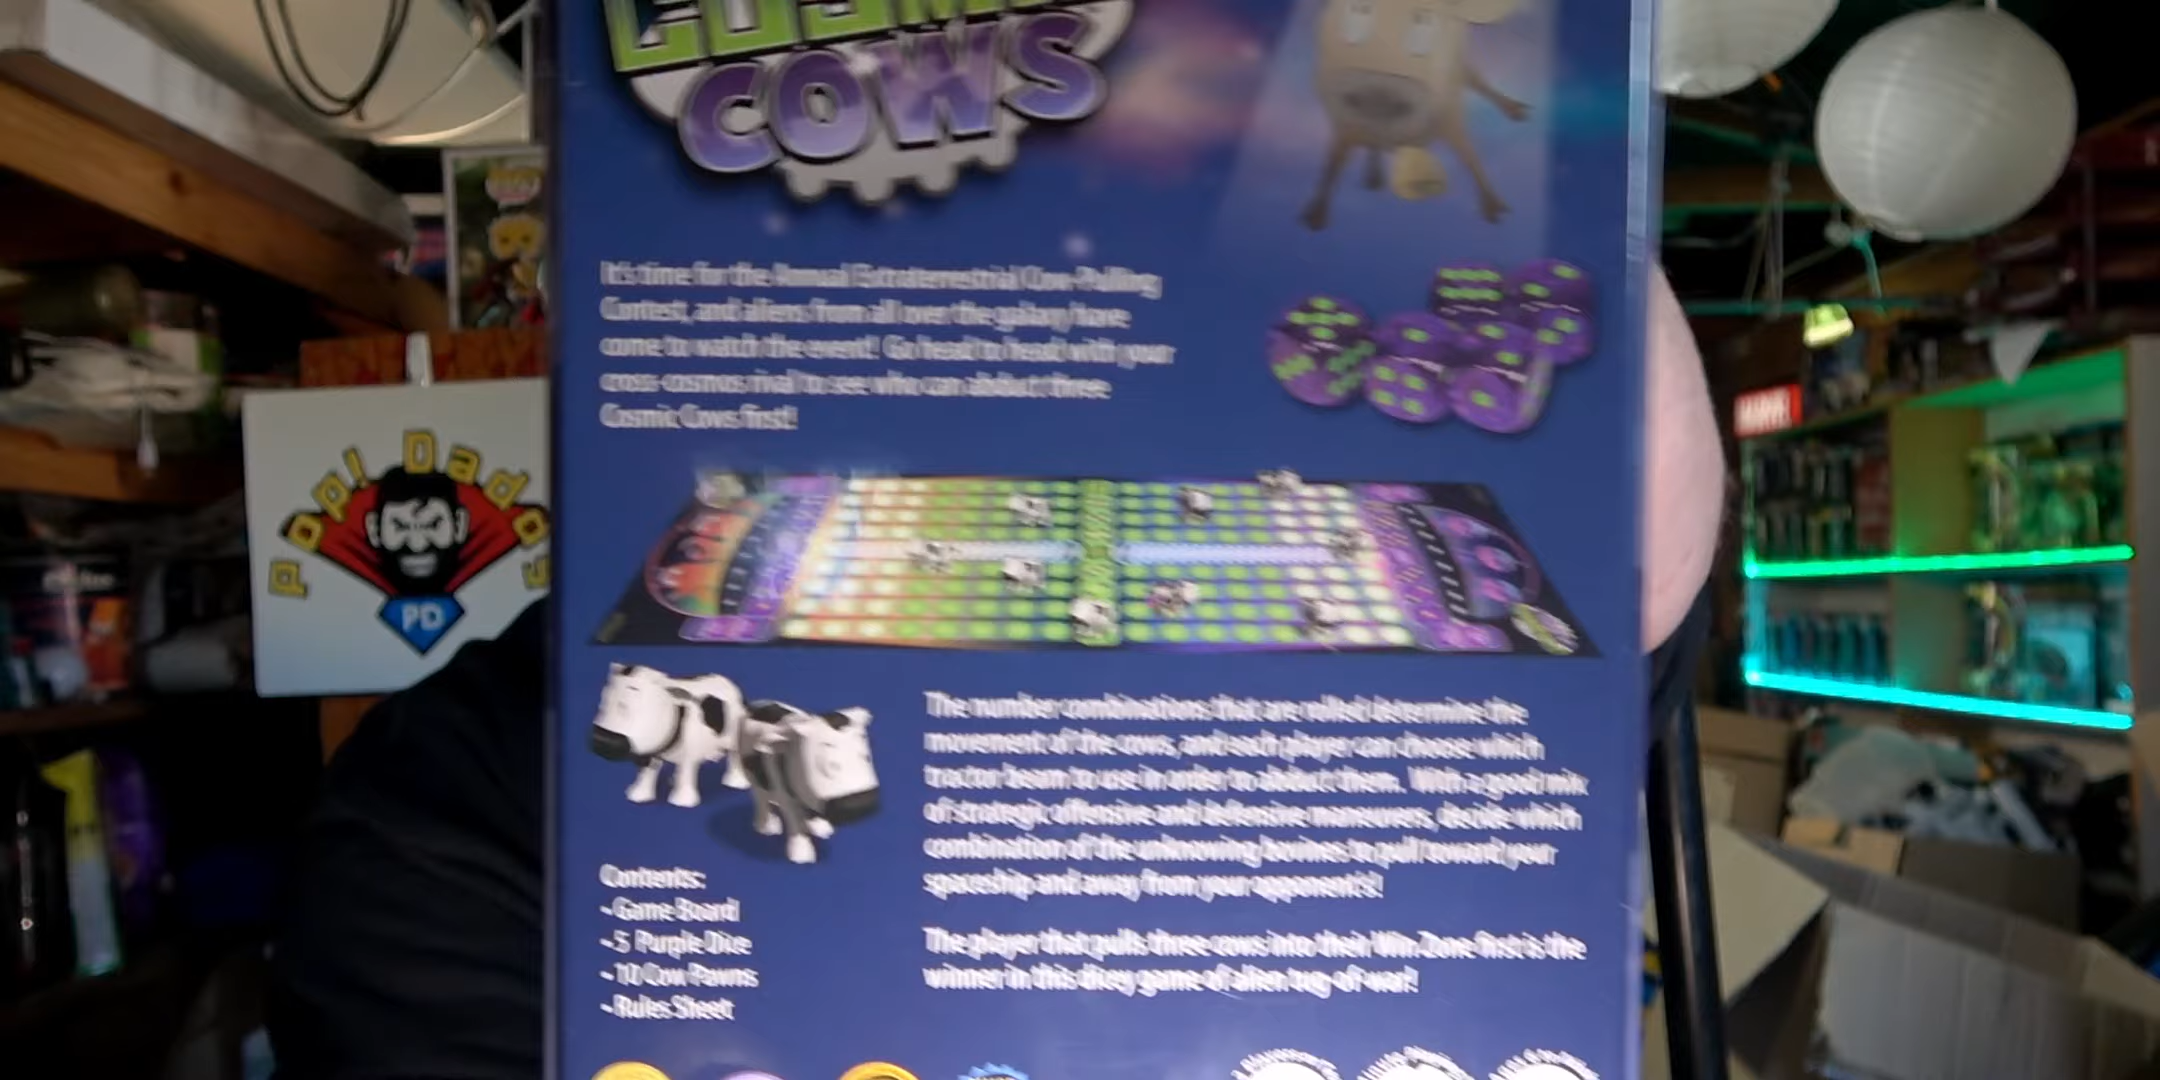 COSMIC
COWS
It's time for the Annual Extraterrestrial Cow-Pulling
Contest, and aliens from all over the galaxy have
come to watch the event! Go head to head with your
cross-cosmos rival to see who can abduct three
Cosmic Cows first!
MARVEL
Pop! Dados
PD
The number combinations that are rolled determine the
movement of the cows, and each player can choose which
tractor beam to use in order to abduct them. With a good mix
of strategic offensive and defensive maneuvers, decide which
combination of the unknowing bovines to pull toward your
spaceship and away from your opponent's!
Contents:
- Game Board
- 5 Purple Dice
- 10 Cow Pawns
- Rules Sheet
The player that pulls three cows into their Win Zone first is the
winner in this dicey game of alien tug-of-war!